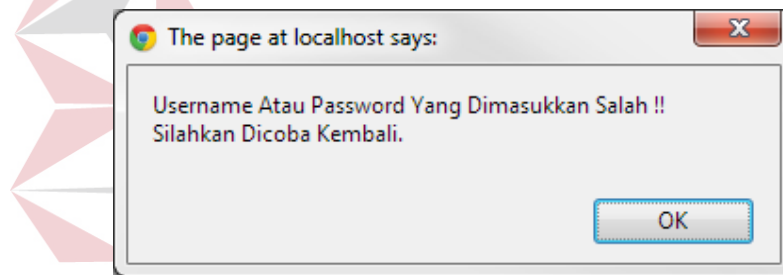 The page at localhost says:
Username Atau Password Yang Dimasukkan Salah !!
Silahkan Dicoba Kembali.
OK